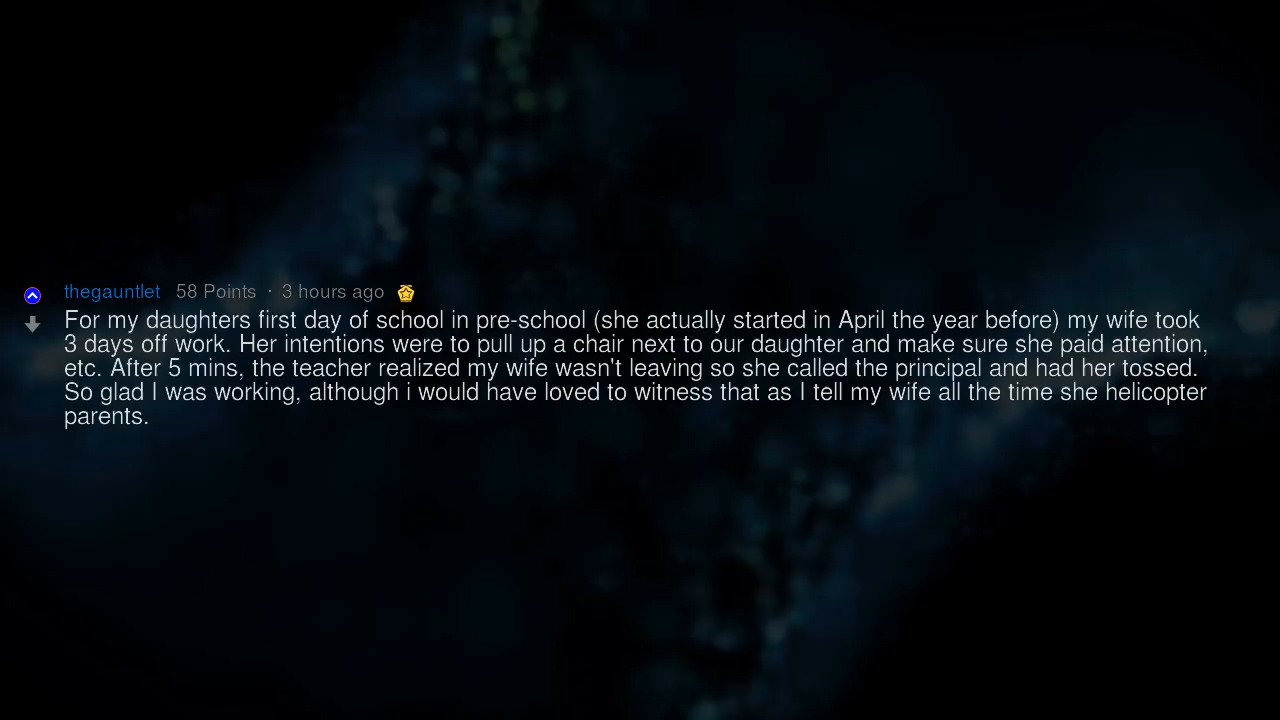 thegauntlet 58 Points · 3 hours ago
For my daughters first day of school in pre-school (she actually started in April the year before) my wife took
3 days off work. Her intentions were to pull up a chair next to our daughter and make sure she paid attention,
etc. After 5 mins, the teacher realized my wife wasn't leaving so she called the principal and had her tossed.
So glad I was working, although i would have loved to witness that as I tell my wife all the time she helicopter
parents.